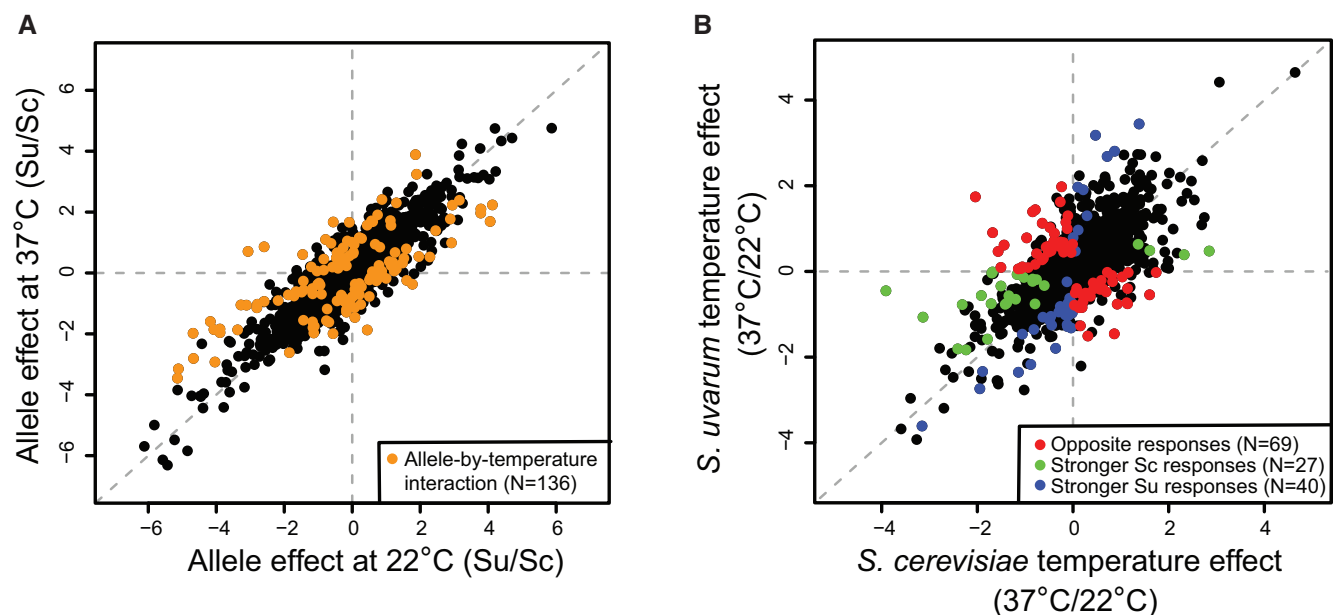 A
Allele effect at 37°C (Su/Sc)
6
4
2
0
−2
−4
−6
−6
−4
−2
0
2
4
6
Allele effect at 22°C (Su/Sc)
Allele-by-temperature
interaction (N=136)
B
S. uvarum temperature effect
(37°C/22°C)
4
2
0
−2
−4
−4
−2
0
2
4
S. cerevisiae temperature effect
(37°C/22°C)
Opposite responses (N=69)
Stronger Sc responses (N=27)
Stronger Su responses (N=40)